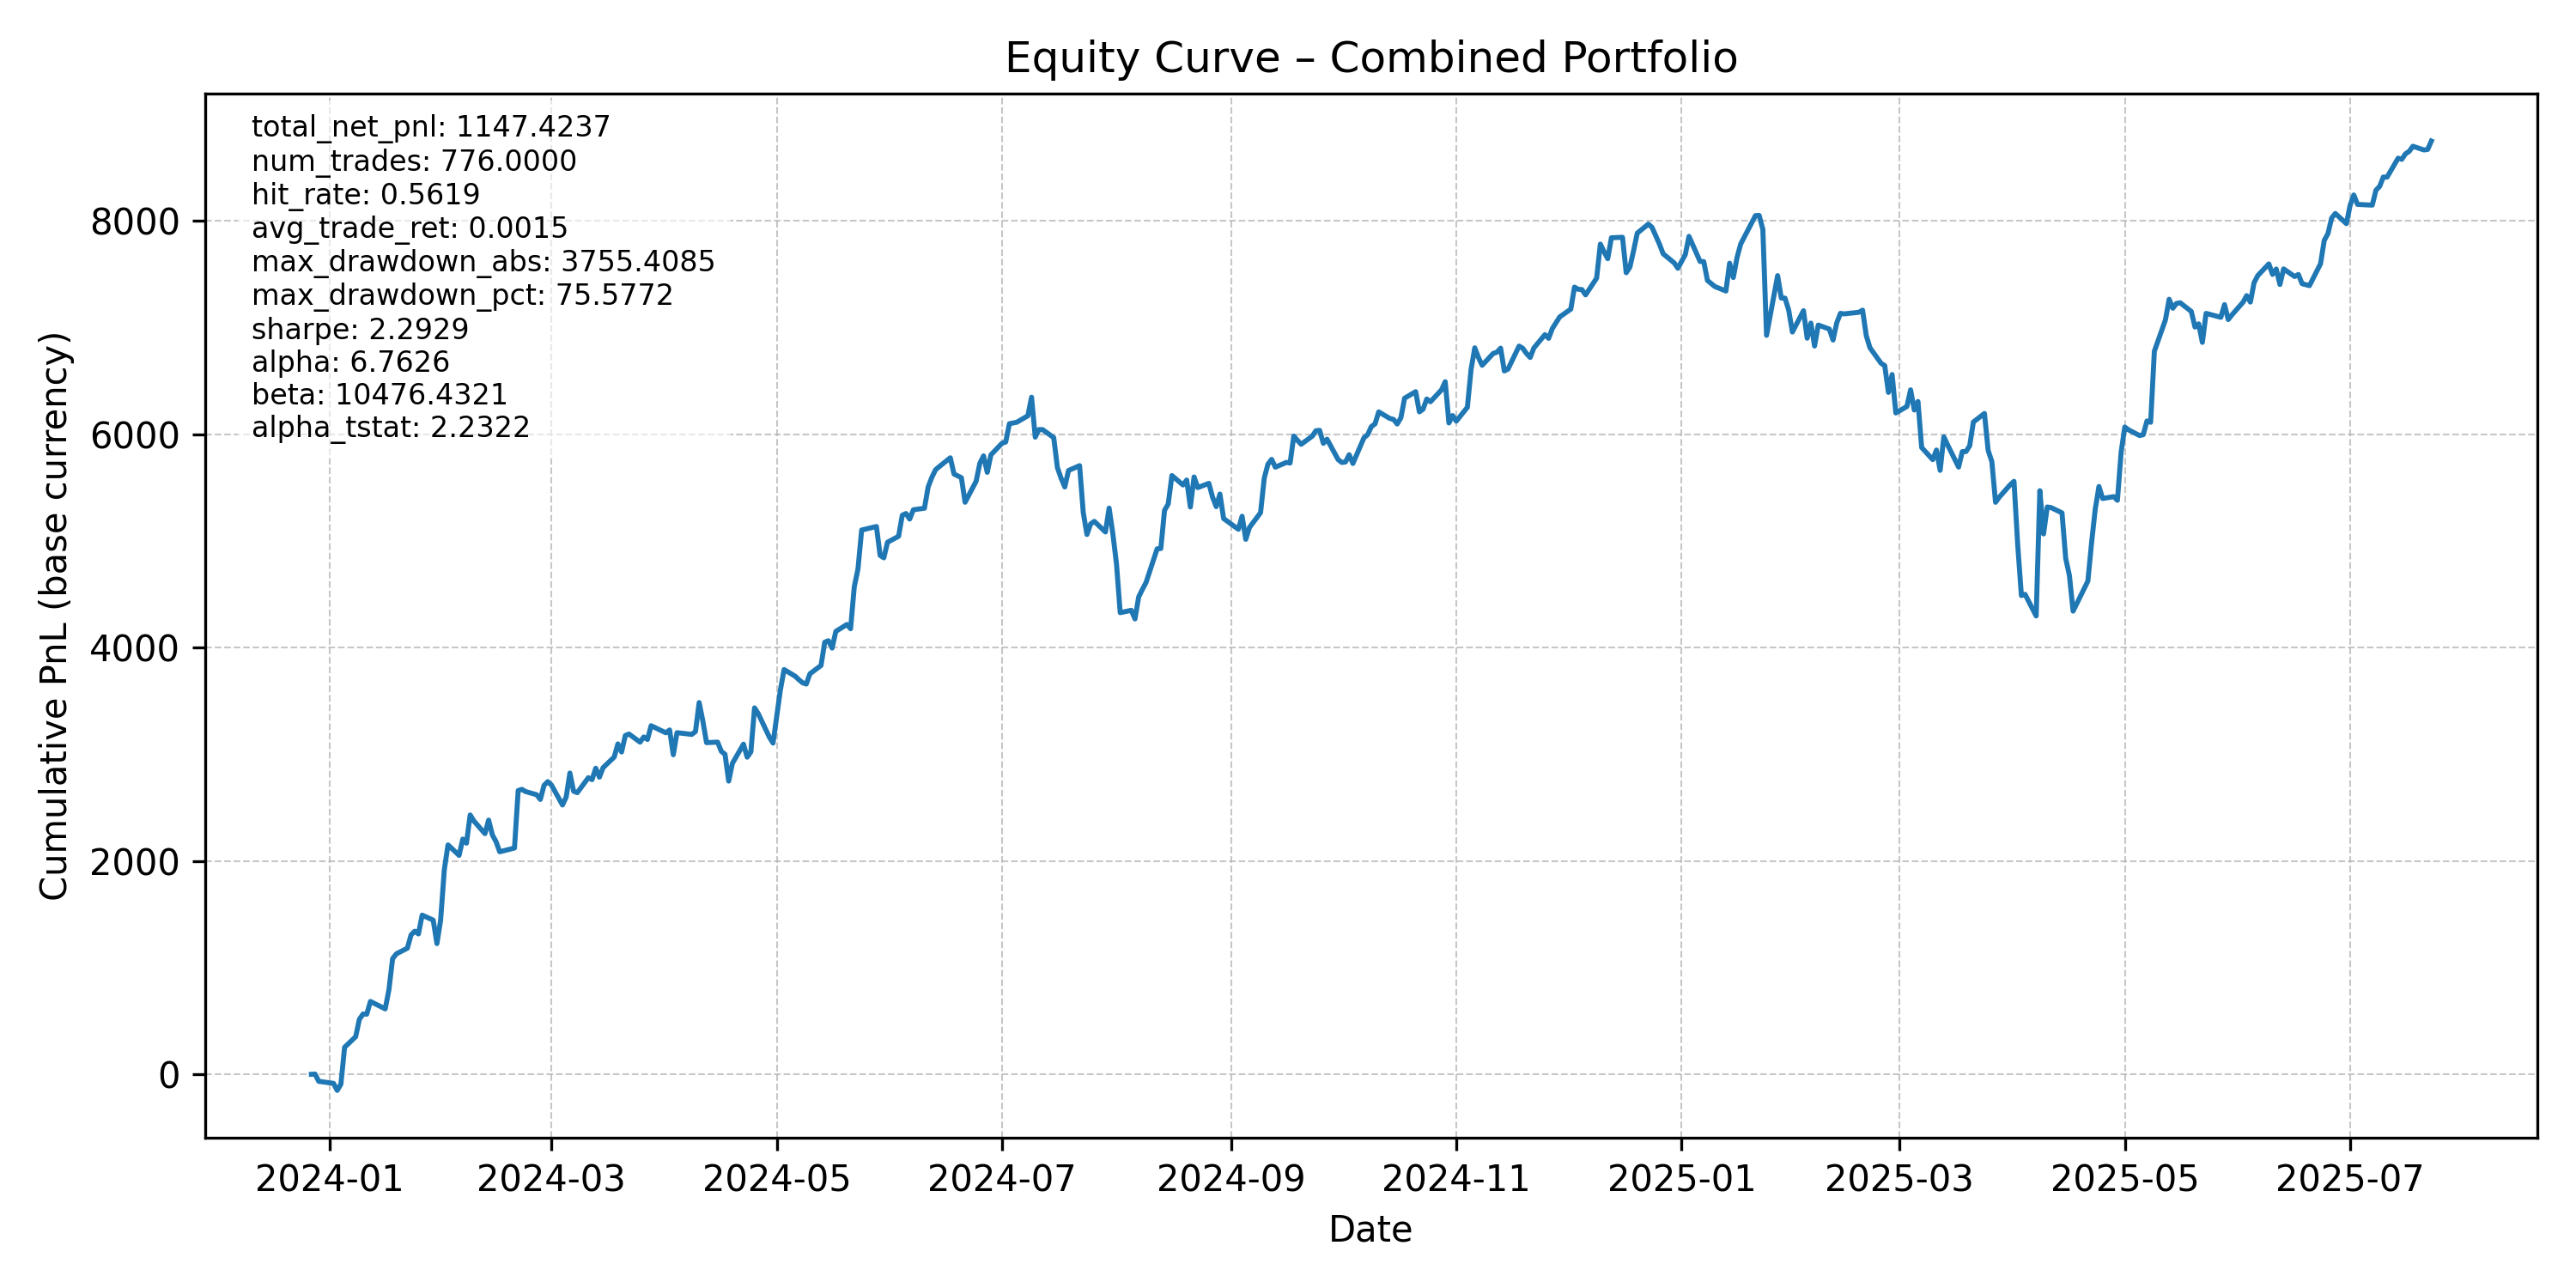 Equity Curve – Combined Portfolio
total_net_pnl: 1147.4237
num_trades: 776.0000
hit_rate: 0.5619
avg_trade_ret: 0.0015
max_drawdown_abs: 3755.4085
max_drawdown_pct: 75.5772
sharpe: 2.2929
alpha: 6.7626
beta: 10476.4321
alpha_tstat: 2.2322
Cumulative PnL (base currency)
8000
6000
4000
2000
0
2024-01 2024-03 2024-05 2024-07 2024-09 2024-11 2025-01 2025-03 2025-05 2025-07
Date